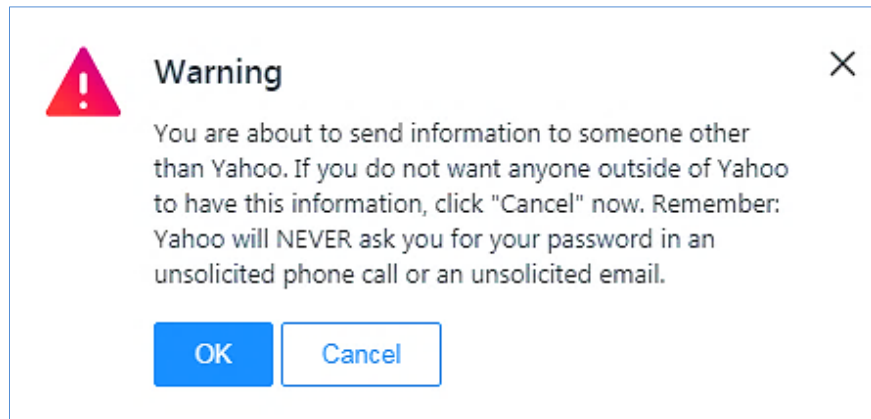 Warning
You are about to send information to someone other
than Yahoo. If you do not want anyone outside of Yahoo
to have this information, click "Cancel" now. Remember:
Yahoo will NEVER ask you for your password in an
unsolicited phone call or an unsolicited email.
OK Cancel